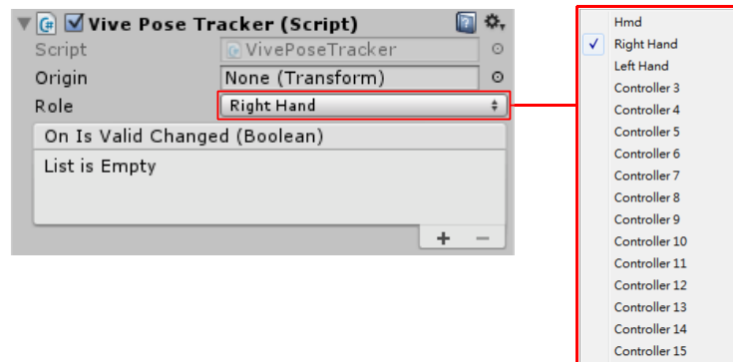 Vive Pose Tracker (Script)
Script VivePoseTracker
Origin None (Transform)
Role Right Hand
On Is Valid Changed (Boolean)
List is Empty
+ −
Hmd
✓ Right Hand
Left Hand
Controller 3
Controller 4
Controller 5
Controller 6
Controller 7
Controller 8
Controller 9
Controller 10
Controller 11
Controller 12
Controller 13
Controller 14
Controller 15